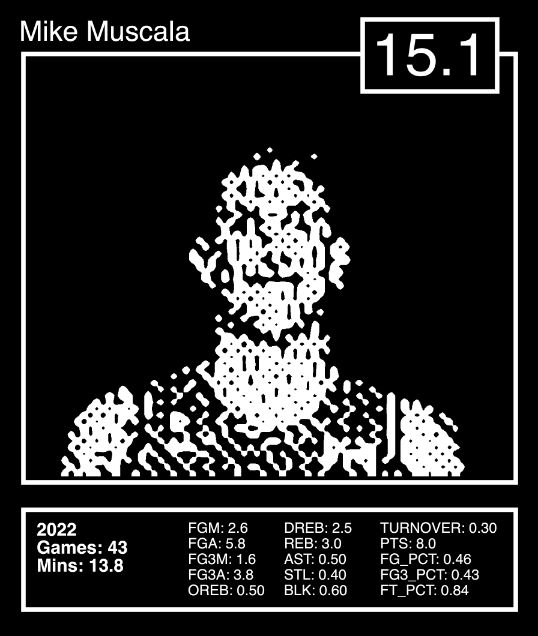 Mike Muscala
15.1
2022
Games: 43
Mins: 13.8
FGM: 2.6
FGA: 5.8
FG3M: 1.6
FG3A: 3.8
OREB: 0.50
DREB: 2.5
REB: 3.0
AST: 0.50
STL: 0.40
BLK: 0.60
TURNOVER: 0.30
PTS: 8.0
FG_PCT: 0.46
FG3_PCT: 0.43
FT_PCT: 0.84